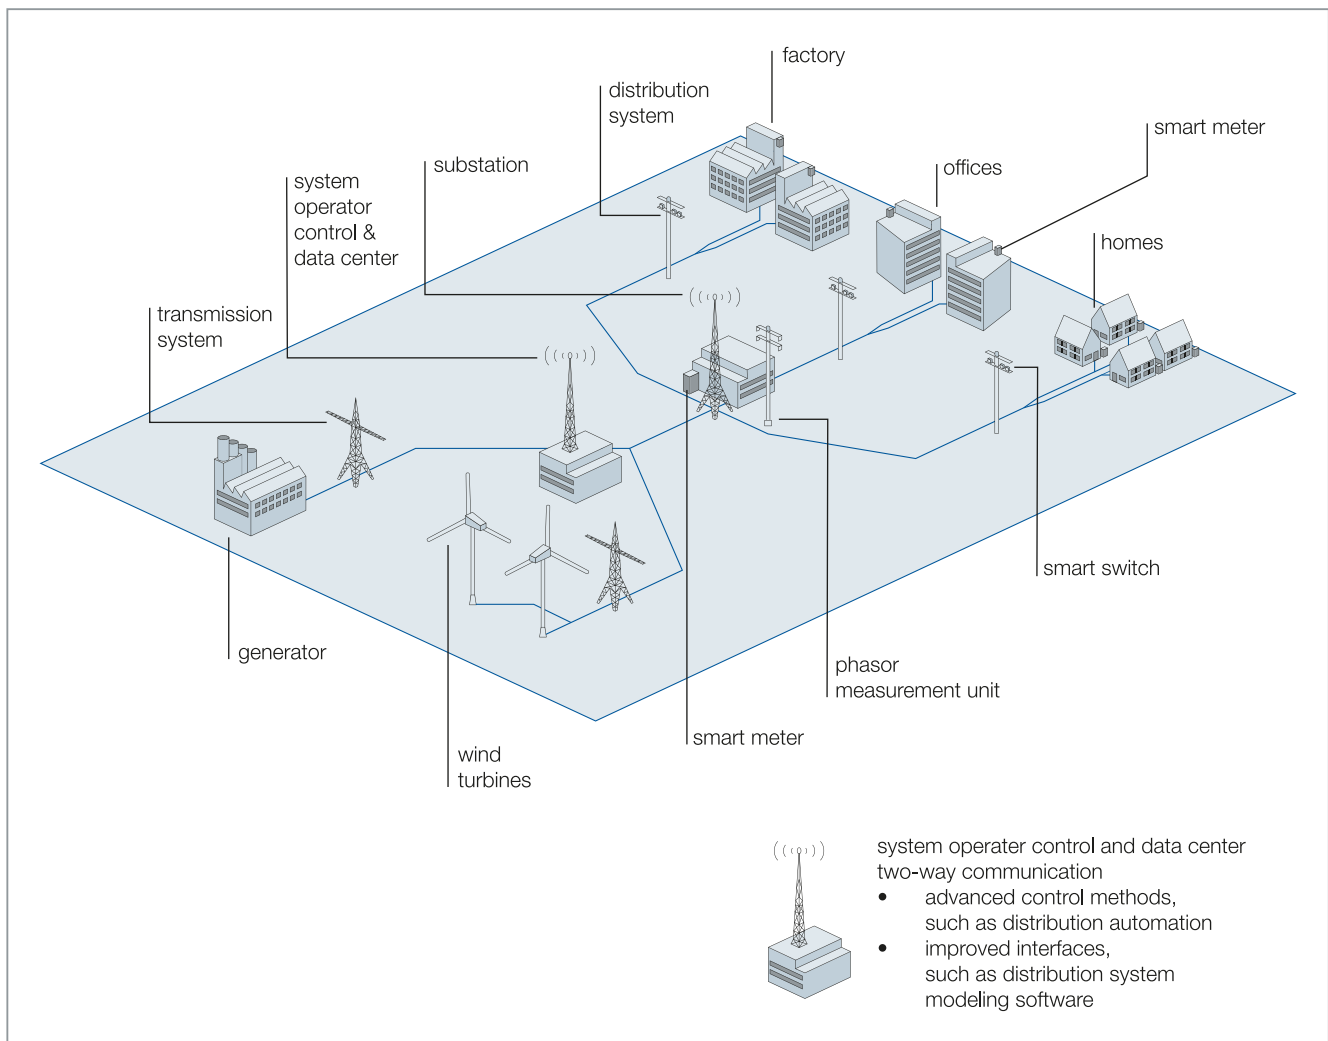 factory
distribution
system
smart meter
substation
offices
system
operator
control &
data center
homes
transmission
system
smart switch
generator
phasor
measurement unit
smart meter
wind
turbines
system operater control and data center
two-way communication
• advanced control methods,
such as distribution automation
• improved interfaces,
such as distribution system
modeling software